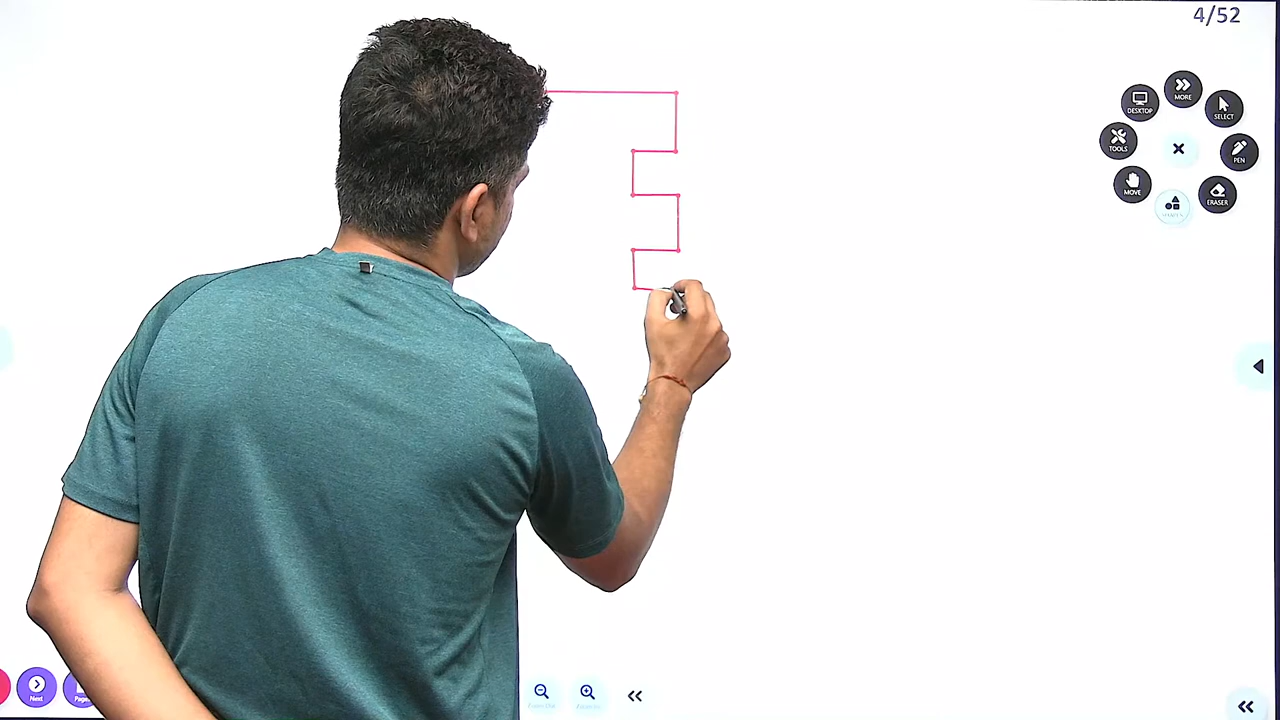 4/52
MORE
DESKTOP
SELECT
TOOLS
PEN
MOVE
ERASER
Next